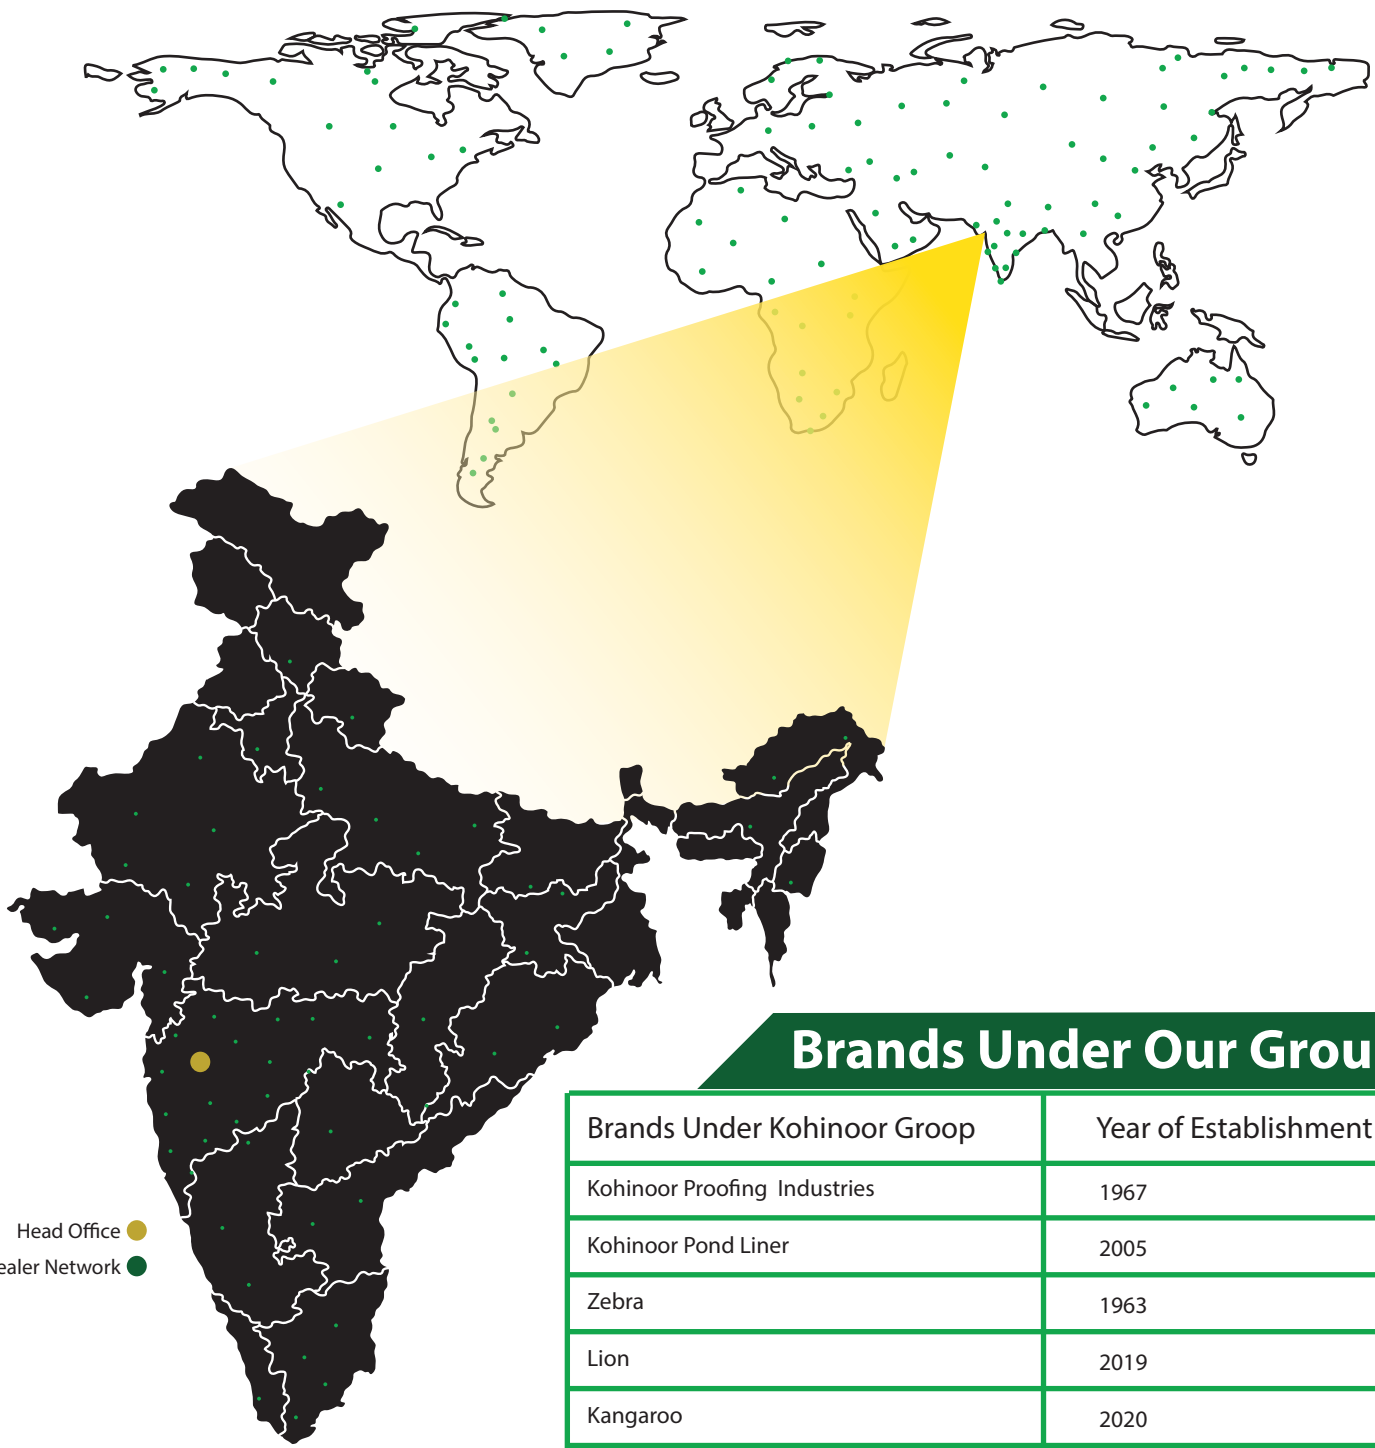 Head Office
ealer Network
Brands Under Our Grou
Brands Under Kohinoor Groop Year of Establishment
Kohinoor Proofing Industries 1967
Kohinoor Pond Liner 2005
Zebra 1963
Lion 2019
Kangaroo 2020